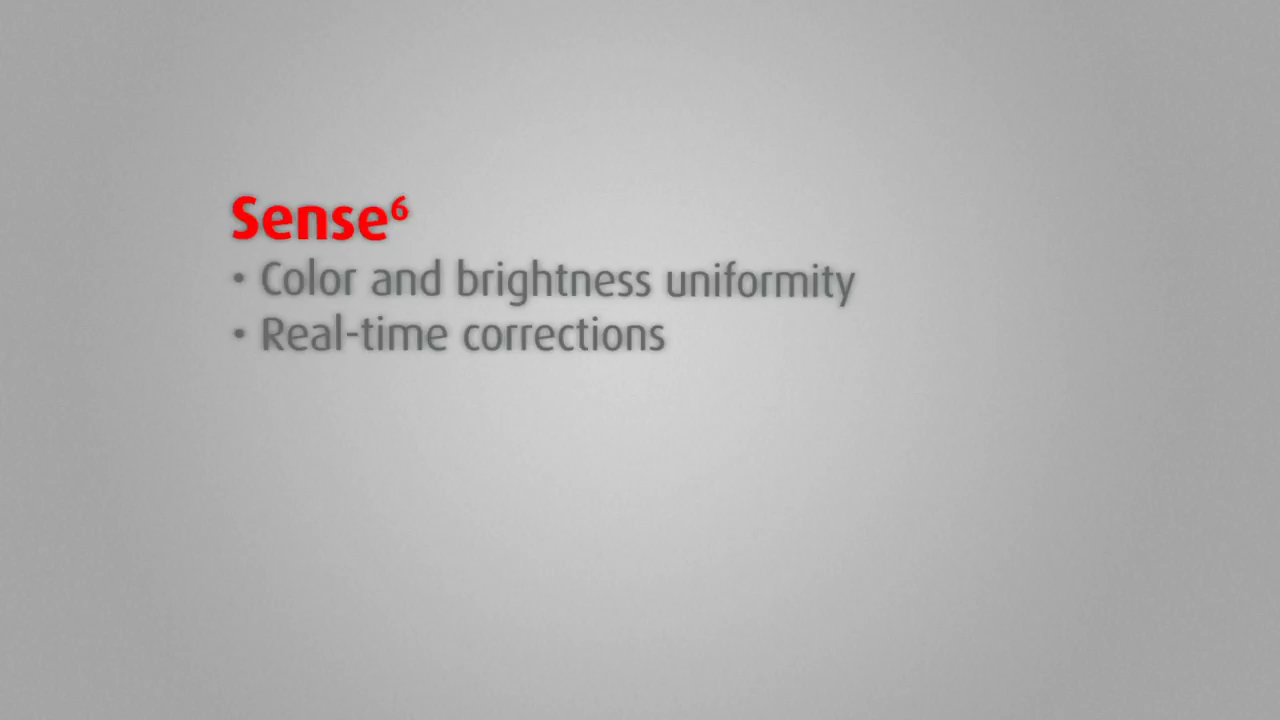 Sense⁶
• Color and brightness uniformity
• Real-time corrections